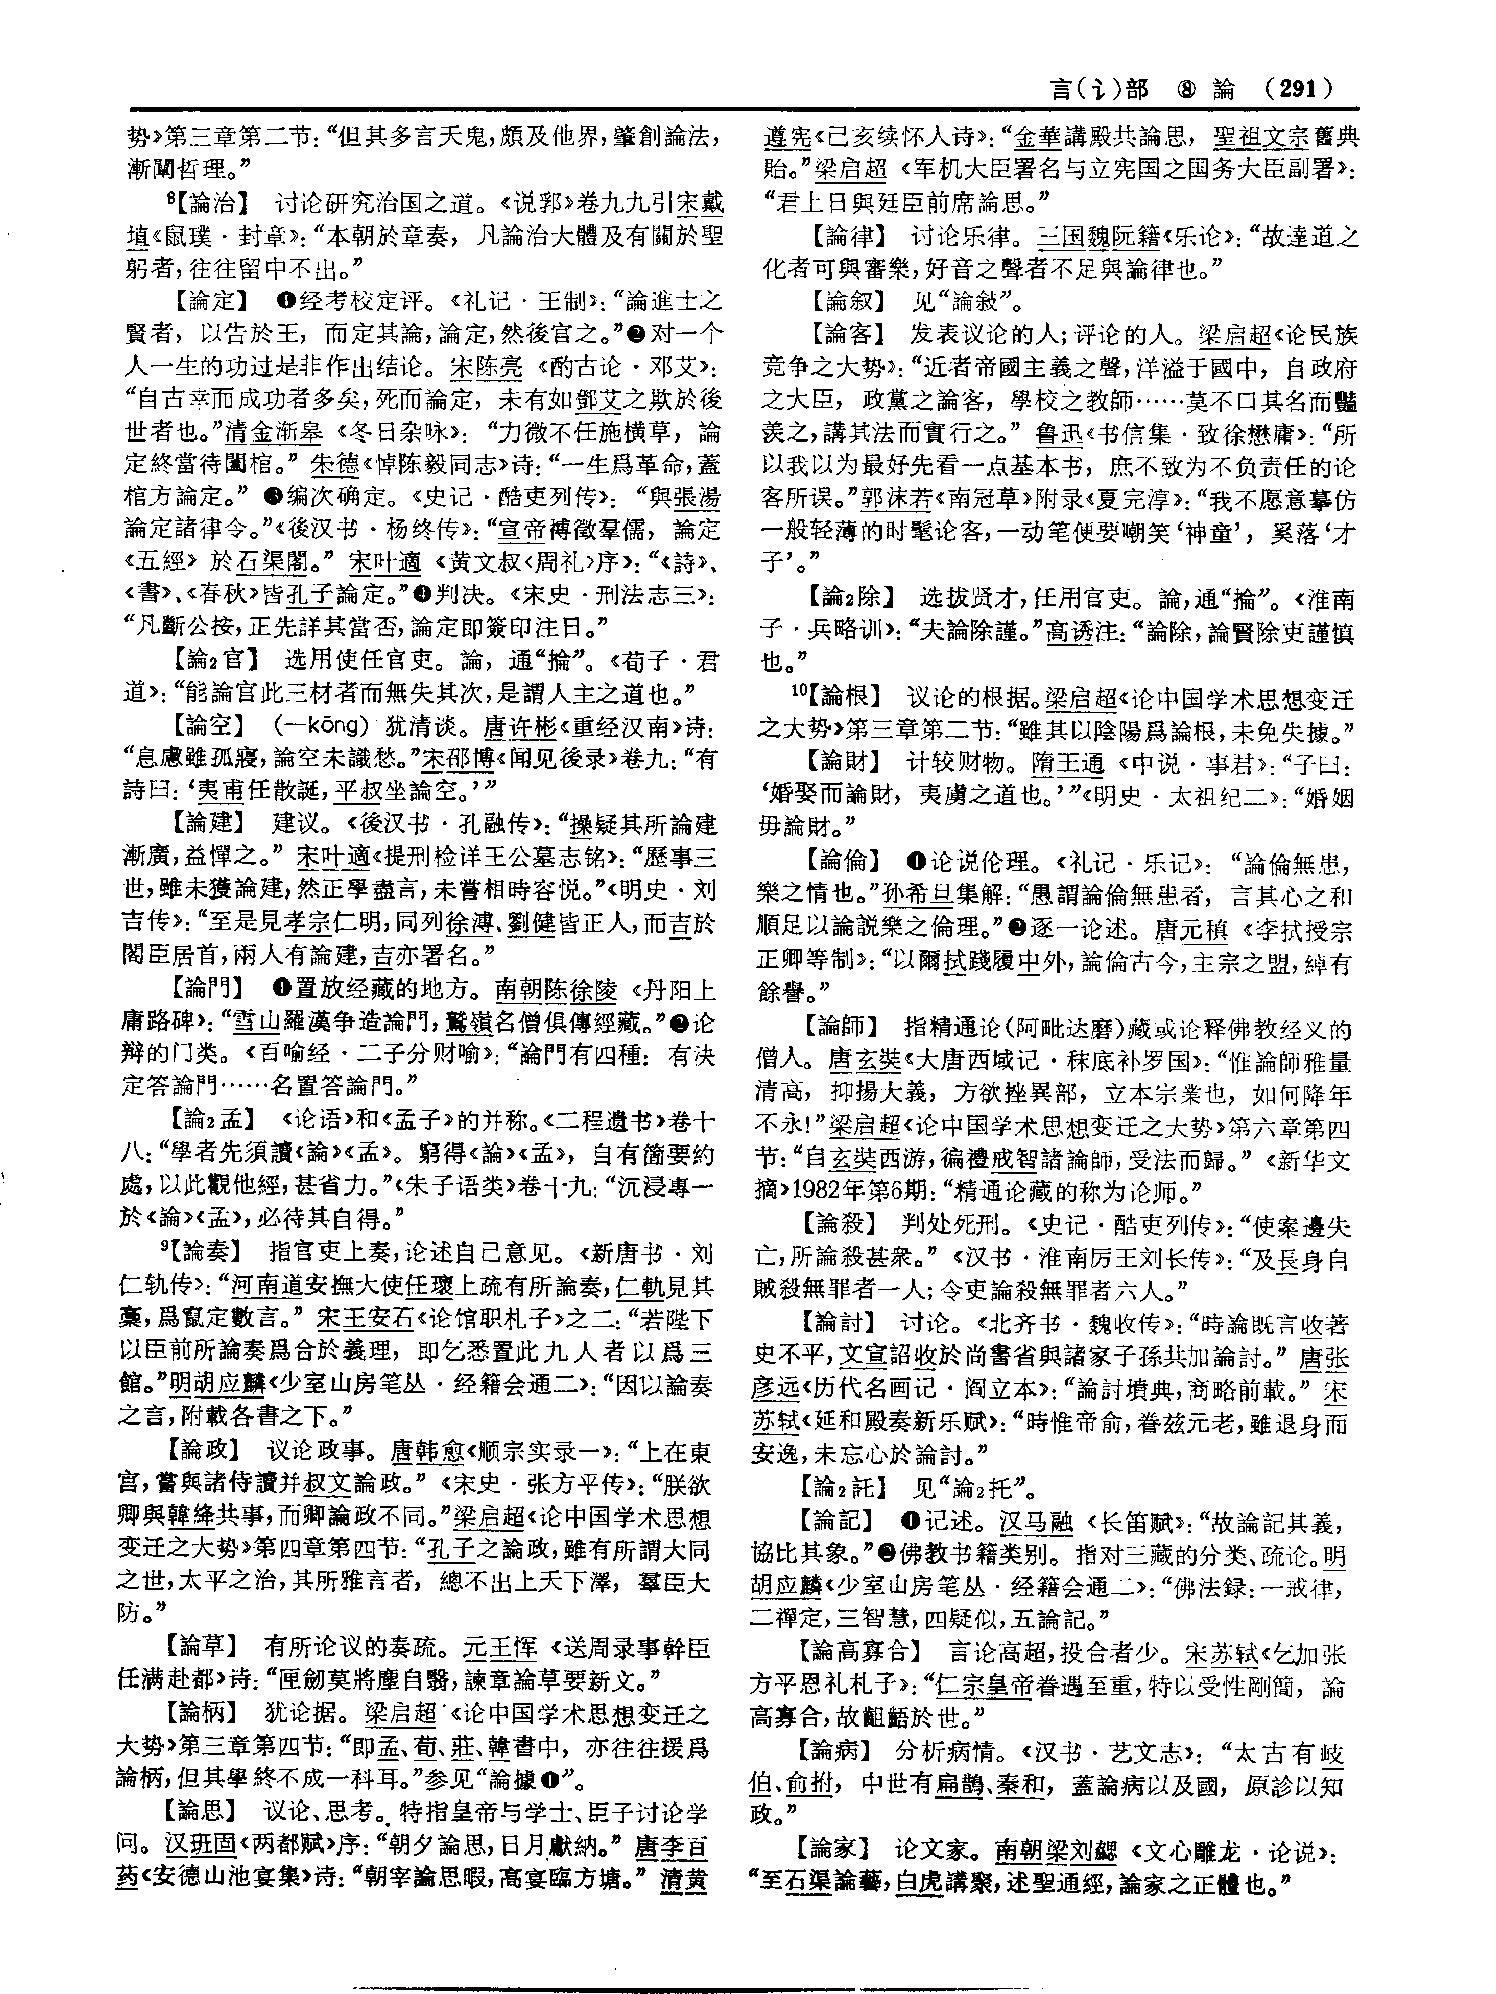 言(讠)部 ⑧ 論 (291)
势》第三章第二节：“但其多言天鬼，頗及他界，肇創論法，
漸闡哲理。”
⁸【論治】 讨论研究治国之道。《说郛》卷九九引宋戴
埴《鼠璞·封章》：“本朝於章奏，凡論治大體及有關於聖
躬者，往往留中不出。”
【論定】 ❶经考校定评。《礼记·王制》：“論進士之
賢者，以告於王，而定其論，論定，然後官之。”❷对一个
人一生的功过是非作出结论。宋陈亮《酌古论·邓艾》：
“自古幸而成功者多矣，死而論定，未有如鄧艾之欺於後
世者也。”清金渐皋《冬日杂咏》：“力微不任施横草，論
定終當待闔棺。”朱德《悼陈毅同志》诗：“一生爲革命，蓋
棺方論定。”❸编次确定。《史记·酷吏列传》：“與張湯
論定諸律令。”《後汉书·杨终传》：“宣帝博徵羣儒，論定
《五經》於石渠閣。”宋叶適《黄文叔〈周礼〉序》：“《詩》、
《書》、《春秋》皆孔子論定。”❹判决。《宋史·刑法志三》：
“凡斷公按，正先詳其當否，論定即簽印注日。”
【論₂官】 选用使任官吏。論，通“掄”。《荀子·君
道》：“能論官此三材者而無失其次，是謂人主之道也。”
【論空】 (—kōng) 犹清谈。唐许彬《重经汉南》诗：
“息慮雖孤寢，論空未識愁。”宋邵博《闻见後录》卷九：“有
詩曰：‘夷甫任散誕，平叔坐論空。’”
【論建】 建议。《後汉书·孔融传》：“操疑其所論建
漸廣，益憚之。”宋叶適《提刑检详王公墓志铭》：“歷事三
世，雖未獲論建，然正學盡言，未嘗相時容悦。”《明史·刘
吉传》：“至是見孝宗仁明，同列徐溥、劉健皆正人，而吉於
閣臣居首，兩人有論建，吉亦署名。”
【論門】 ❶置放经藏的地方。南朝陈徐陵《丹阳上
庸路碑》：“雪山羅漢争造論門，鷲嶺名僧俱傳經藏。”❷论
辩的门类。《百喻经·二子分财喻》：“論門有四種：有决
定答論門……名置答論門。”
【論₂孟】 《论语》和《孟子》的并称。《二程遗书》卷十
八：“學者先須讀《論》《孟》。窮得《論》《孟》，自有箇要約
處，以此觀他經，甚省力。”《朱子语类》卷十九：“沉浸專一
於《論》《孟》，必待其自得。”
⁹【論奏】 指官吏上奏，论述自己意见。《新唐书·刘
仁轨传》：“河南道安撫大使任瓌上疏有所論奏，仁軌見其
藁，爲竄定數言。”宋王安石《论馆职札子》之二：“若陛下
以臣前所論奏爲合於義理，即乞悉置此九人者以爲三
館。”明胡应麟《少室山房笔丛·经籍会通二》：“因以論奏
之言，附載各書之下。”
【論政】 议论政事。唐韩愈《顺宗实录一》：“上在東
宫，嘗與諸侍讀并叔文論政。”《宋史·张方平传》：“朕欲
卿與韓絳共事，而卿論政不同。”梁启超《论中国学术思想
变迁之大势》第四章第四节：“孔子之論政，雖有所謂大同
之世，太平之治，其所雅言者，總不出上天下澤，羣臣大
防。”
【論草】 有所论议的奏疏。元王恽《送周录事幹臣
任满赴都》诗：“匣劒莫將塵自翳，諫章論草要新文。”
【論柄】 犹论据。梁启超《论中国学术思想变迁之
大势》第三章第四节：“即孟、荀、莊、韓書中，亦往往援爲
論柄，但其學終不成一科耳。”参见“論據❶”。
【論思】 议论、思考。特指皇帝与学士、臣子讨论学
问。汉班固《两都赋》序：“朝夕論思，日月獻納。”唐李百
药《安德山池宴集》诗：“朝宰論思暇，高宴臨方塘。”清黄
遵宪《己亥续怀人诗》：“金華講殿共論思，聖祖文宗舊典
貽。”梁启超《军机大臣署名与立宪国之国务大臣副署》：
“君上日與廷臣前席論思。”
【論律】 讨论乐律。三国魏阮籍《乐论》：“故達道之
化者可與審樂，好音之聲者不足與論律也。”
【論叙】 见“論敍”。
【論客】 发表议论的人；评论的人。梁启超《论民族
竞争之大势》：“近者帝國主義之聲，洋溢于國中，自政府
之大臣，政黨之論客，學校之教師……莫不口其名而豔
羨之，講其法而實行之。”鲁迅《书信集·致徐懋庸》：“所
以我以为最好先看一点基本书，庶不致为不负责任的论
客所误。”郭沫若《南冠草》附录《夏完淳》：“我不愿意摹仿
一般轻薄的时髦论客，一动笔便要嘲笑‘神童’，奚落‘才
子’。”
【論₂除】 选拔贤才，任用官吏。論，通“掄”。《淮南
子·兵略训》：“夫論除謹。”高诱注：“論除，論賢除吏謹慎
也。”
¹⁰【論根】 议论的根据。梁启超《论中国学术思想变迁
之大势》第三章第二节：“雖其以陰陽爲論根，未免失據。”
【論財】 计较财物。隋王通《中说·事君》：“子曰：
‘婚娶而論財，夷虜之道也。’”《明史·太祖纪二》：“婚姻
毋論財。”
【論倫】 ❶论说伦理。《礼记·乐记》：“論倫無患，
樂之情也。”孙希旦集解：“愚謂論倫無患者，言其心之和
順足以論説樂之倫理。”❷逐一论述。唐元稹《李拭授宗
正卿等制》：“以爾拭踐履中外，論倫古今，主宗之盟，綽有
餘譽。”
【論師】 指精通论(阿毗达磨)藏或论释佛教经义的
僧人。唐玄奘《大唐西域记·秣底补罗国》：“惟論師雅量
清高，抑揚大義，方欲挫異部，立本宗業也，如何降年
不永！”梁启超《论中国学术思想变迁之大势》第六章第四
节：“自玄奘西游，徧禮戒智諸論師，受法而歸。”《新华文
摘》1982年第6期：“精通论藏的称为论师。”
【論殺】 判处死刑。《史记·酷吏列传》：“使案邊失
亡，所論殺甚衆。”《汉书·淮南厉王刘长传》：“及長身自
賊殺無罪者一人；令吏論殺無罪者六人。”
【論討】 讨论。《北齐书·魏收传》：“時論既言收著
史不平，文宣詔收於尚書省與諸家子孫共加論討。”唐张
彦远《历代名画记·阎立本》：“論討墳典，商略前載。”宋
苏轼《延和殿奏新乐赋》：“時惟帝俞，眷兹元老，雖退身而
安逸，未忘心於論討。”
【論₂託】 见“論₂托”。
【論記】 ❶记述。汉马融《长笛赋》：“故論記其義，
協比其象。”❷佛教书籍类别。指对三藏的分类、疏论。明
胡应麟《少室山房笔丛·经籍会通二》：“佛法録：一戒律，
二禪定，三智慧，四疑似，五論記。”
【論高寡合】 言论高超，投合者少。宋苏轼《乞加张
方平恩礼札子》：“仁宗皇帝眷遇至重，特以受性剛簡，論
高寡合，故齟齬於世。”
【論病】 分析病情。《汉书·艺文志》：“太古有岐
伯、俞拊，中世有扁鹊、秦和，蓋論病以及國，原診以知
政。”
【論家】 论文家。南朝梁刘勰《文心雕龙·论说》：
“至石渠論藝，白虎講聚，述聖通經，論家之正體也。”